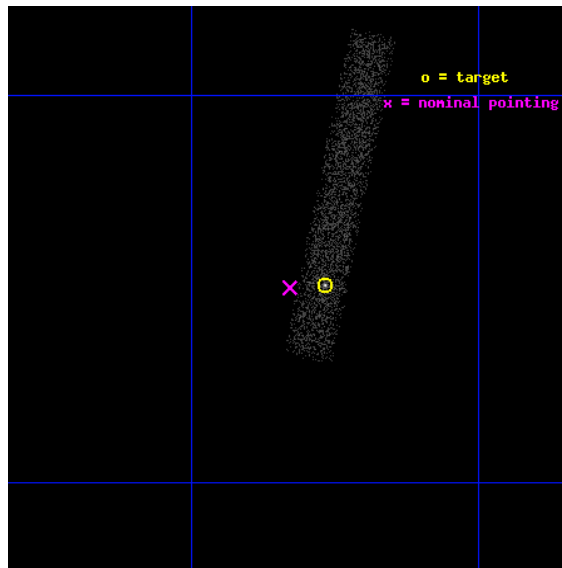 o = target
x = nominal pointing